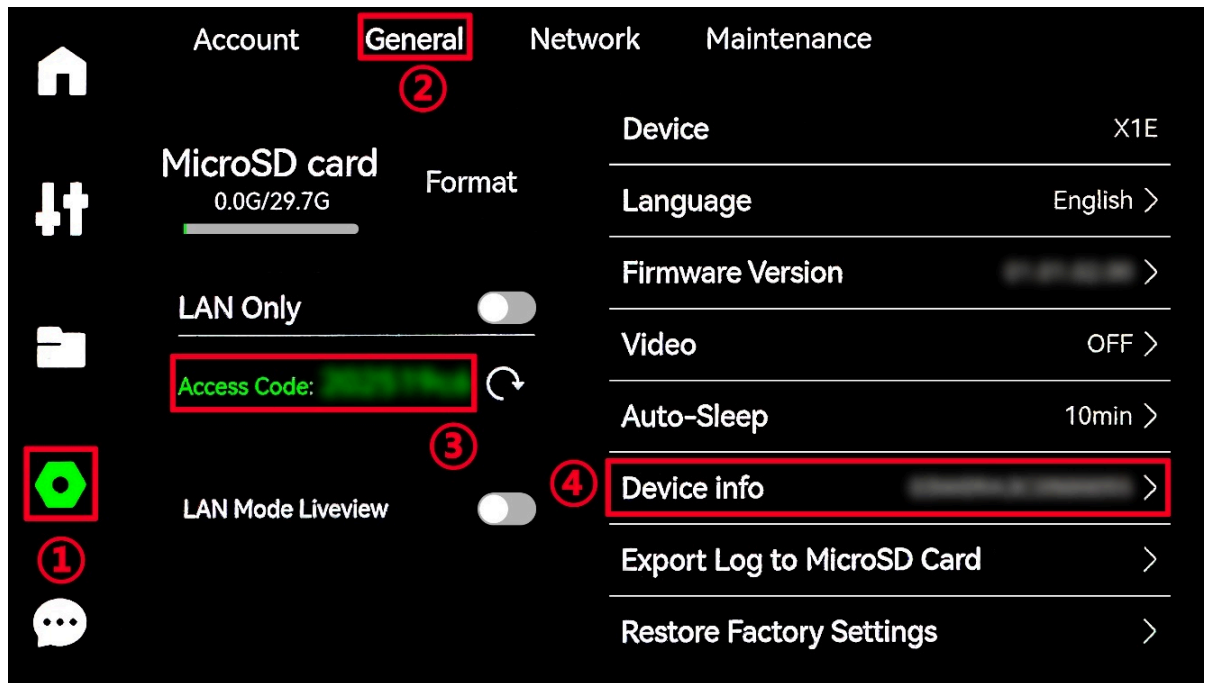 Account General Network Maintenance
②
MicroSD card
0.0G/29.7G
Format
LAN Only
Access Code:
③
LAN Mode Liveview
①
Device X1E
Language English
Firmware Version
Video OFF
Auto-Sleep 10min
④ Device info
Export Log to MicroSD Card
Restore Factory Settings